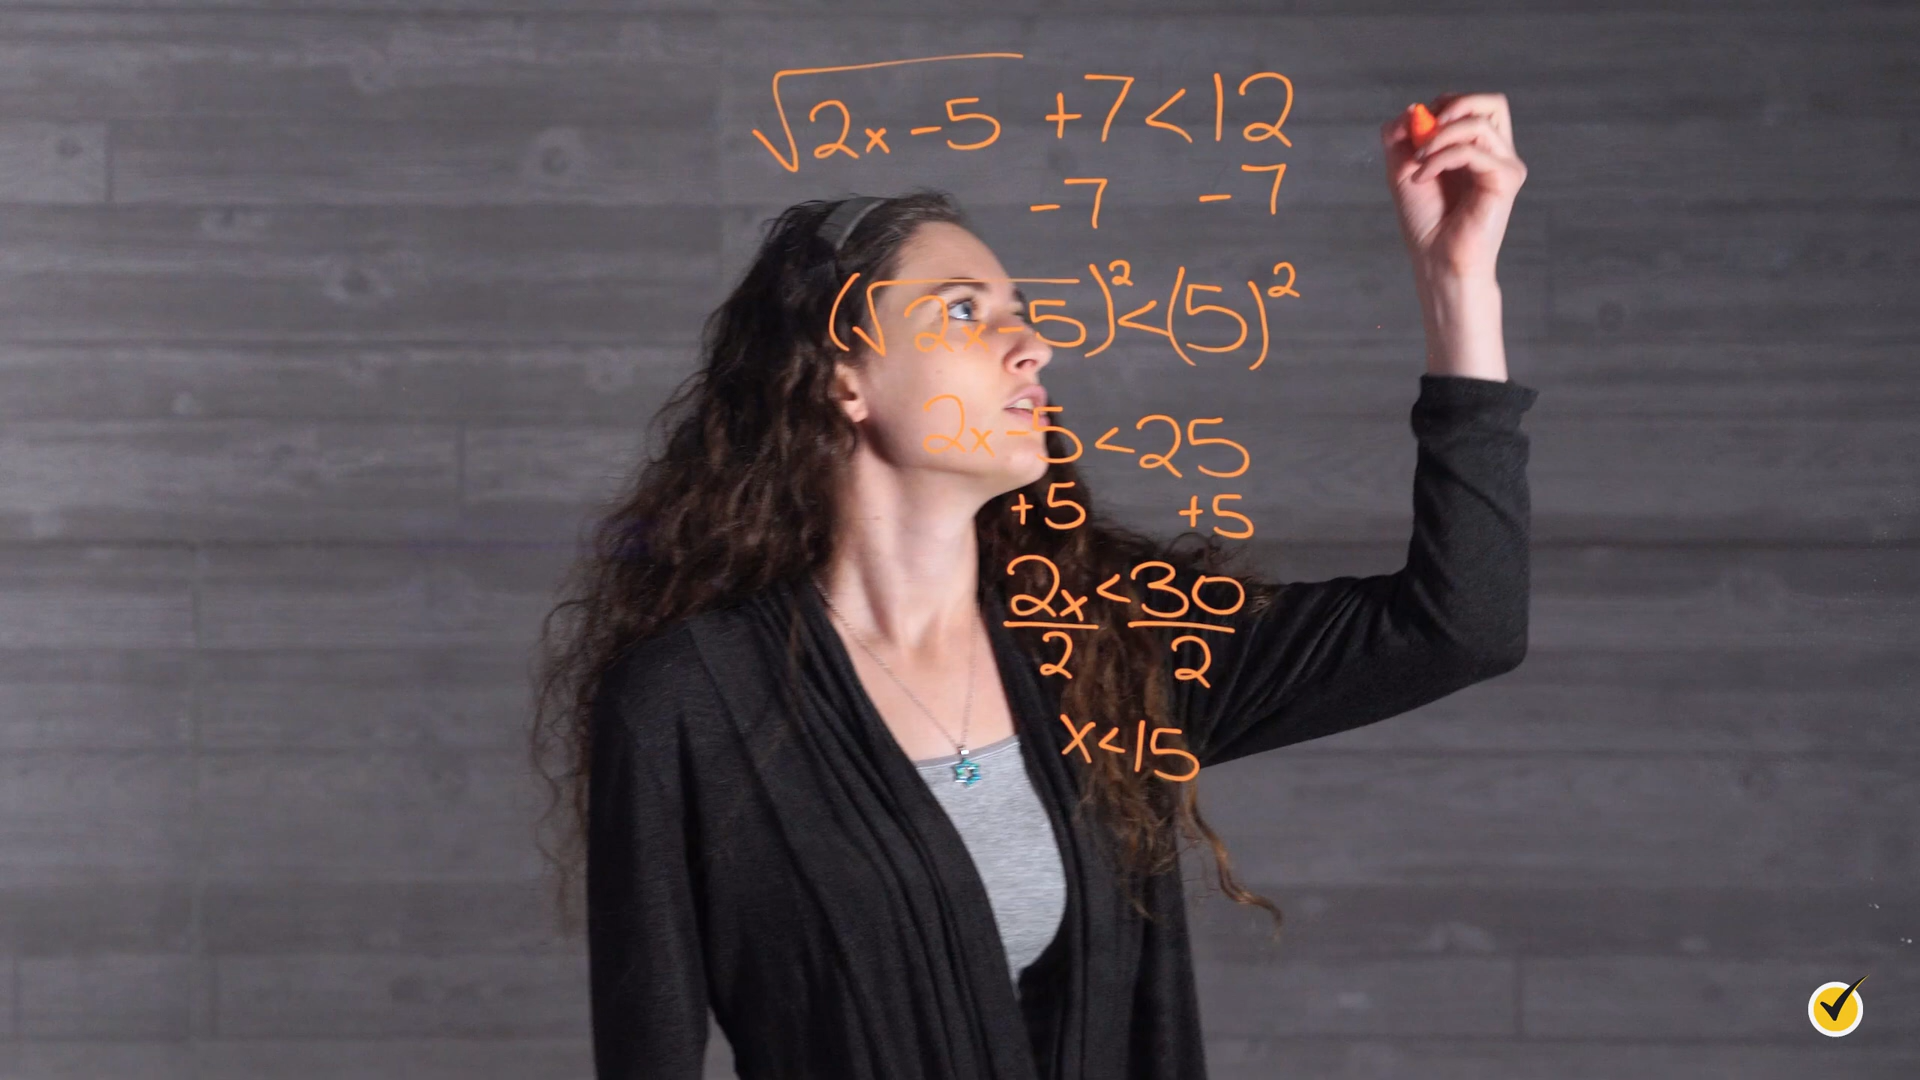 √2x-5 +7<12
-7 -7
(√2x-5)²<(5)²
2x-5<25
+5 +5
2x<30
2 2
x<15